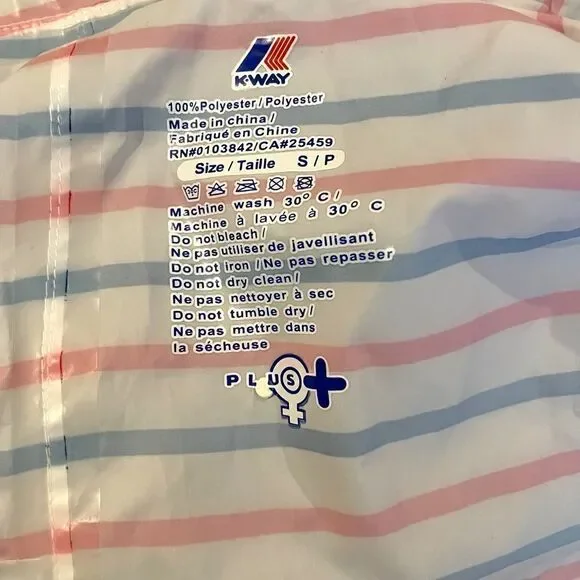 K-WAY
100%Polyester/Polyester
Made in china/
Fabriqué en Chine
RN#0103842/CA#25459
Size / Taille S / P
Machine wash 30° C/
Machine à lavée à 30° C
Do not bleach/
Ne pas utiliser de javellisant
Do not iron /Ne pas repasser
Do not dry clean/
Ne pas nettoyer à sec
Do not tumble dry/
Ne pas mettre dans
la sécheuse
PLUS+